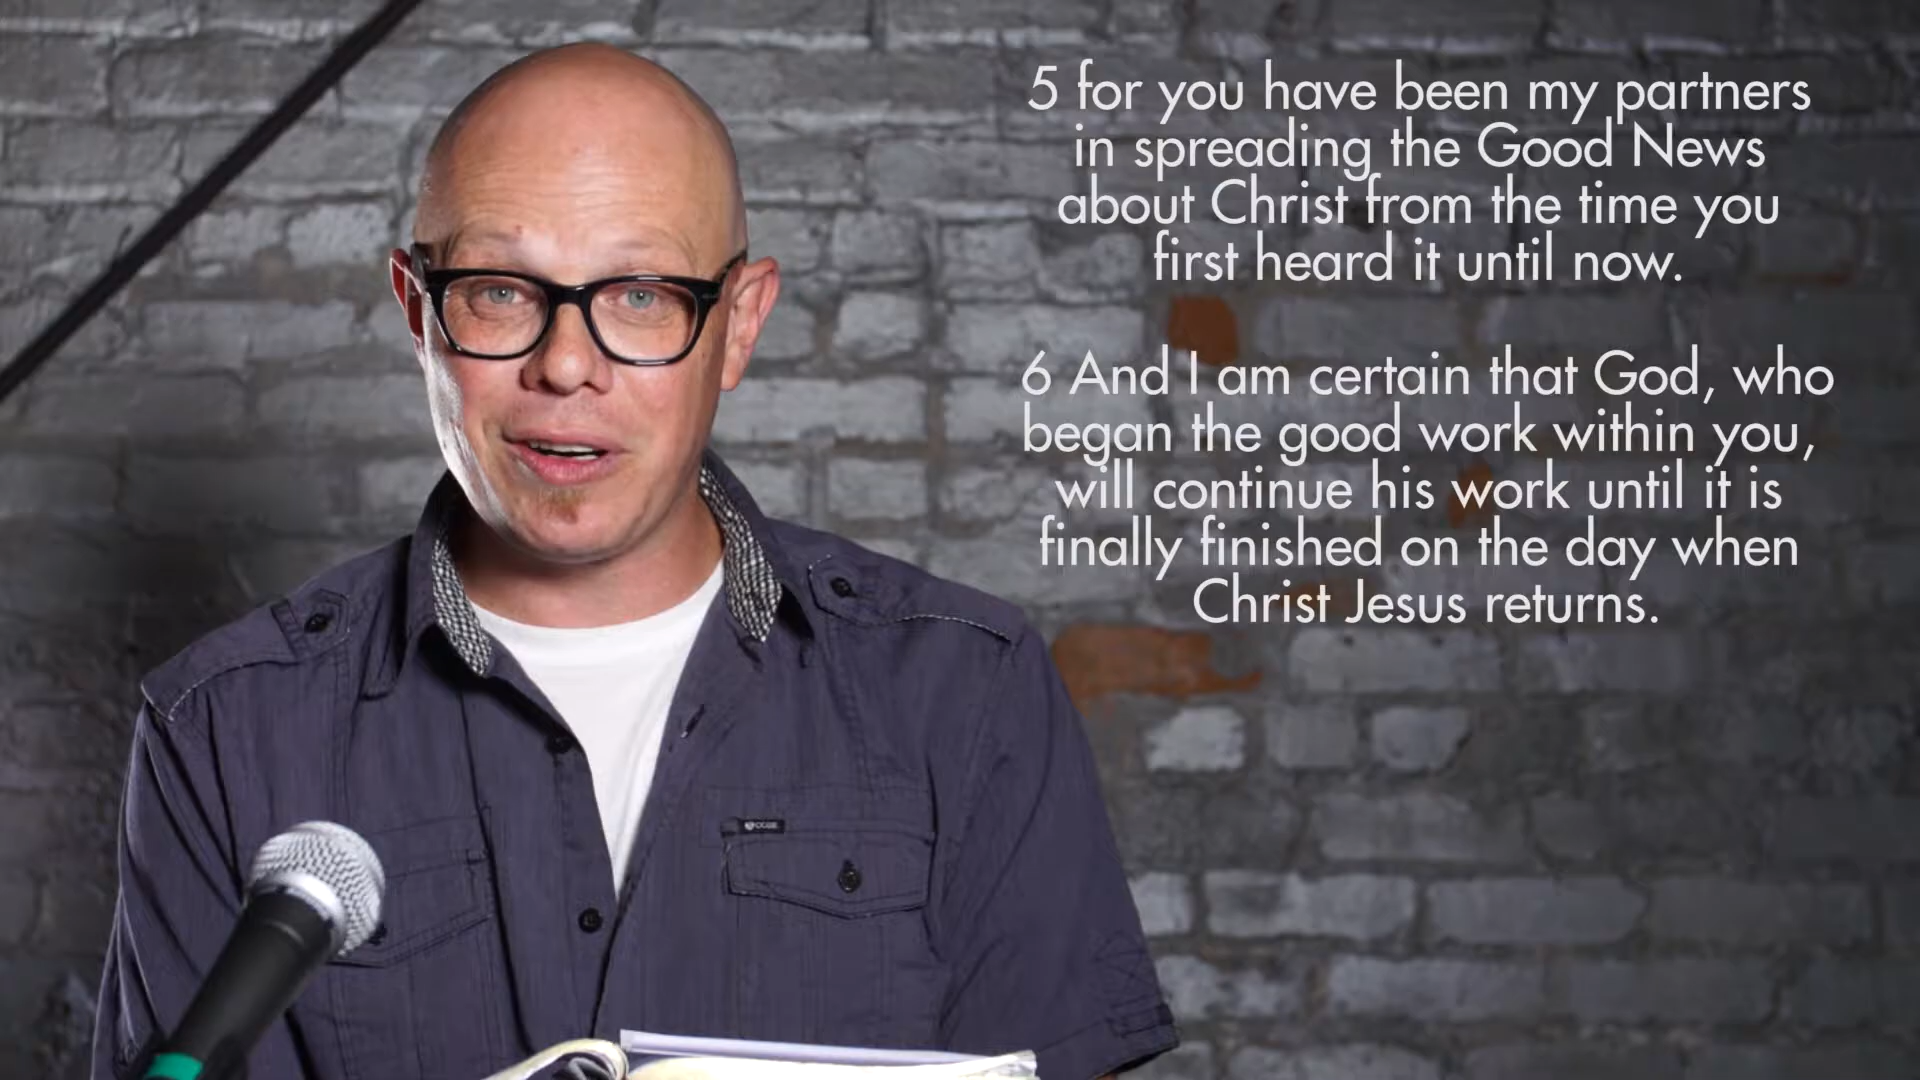 5 for you have been my partners
in spreading the Good News
about Christ from the time you
first heard it until now.
6 And I am certain that God, who
began the good work within you,
will continue his work until it is
finally finished on the day when
Christ Jesus returns.